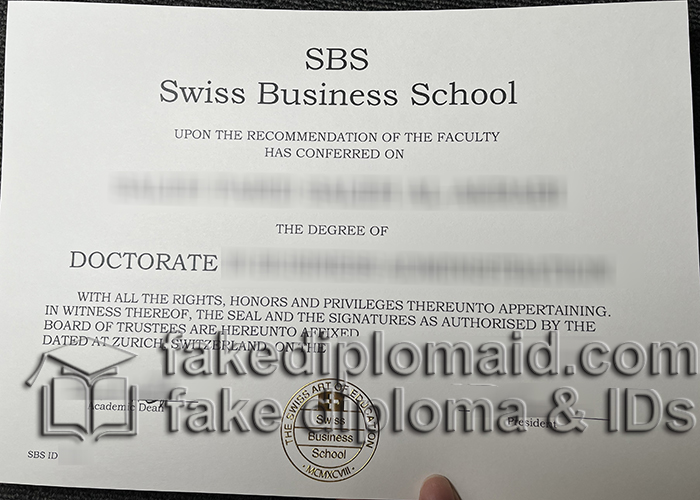 SBS
Swiss Business School
UPON THE RECOMMENDATION OF THE FACULTY
HAS CONFERRED ON
THE DEGREE OF
DOCTORATE
WITH ALL THE RIGHTS, HONORS AND PRIVILEGES THEREUNTO APPERTAINING.
IN WITNESS THEREOF, THE SEAL AND THE SIGNATURES AS AUTHORISED BY THE
BOARD OF TRUSTEES ARE HEREUNTO AFFIXED
DATED AT ZURICH, SWITZERLAND, ON THE
fakediplomaid.com
fake diploma & IDs
Academic Dean
President
THE SWISS ART OF EDUCATION
Swiss
Business
School
·MCMXCVIII·
SBS ID